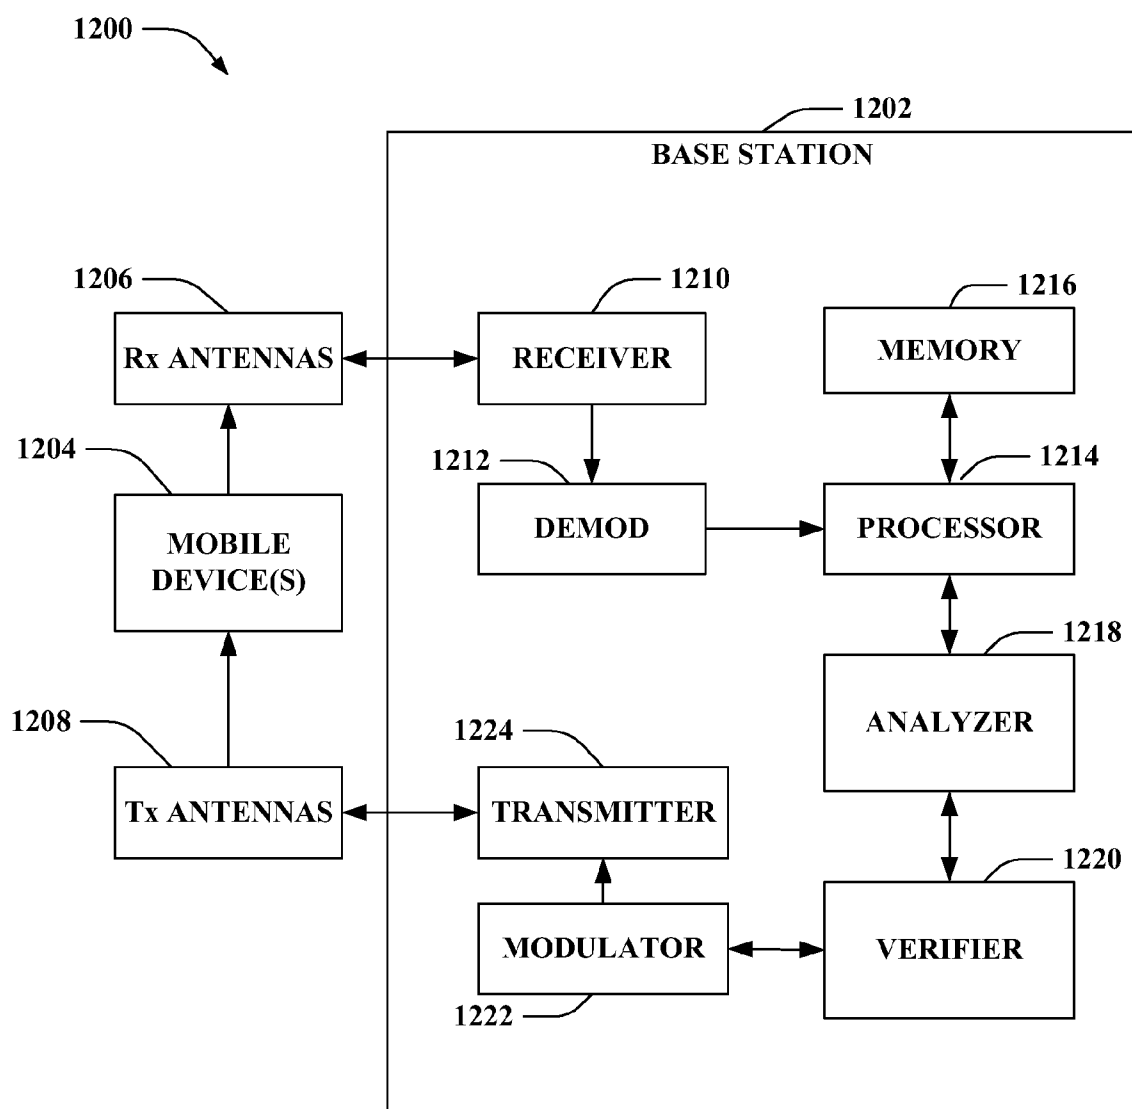 1200
1202
BASE STATION
1206
1210
1216
Rx ANTENNAS
RECEIVER
MEMORY
1204
1212
1214
MOBILE
DEVICE(S)
DEMOD
PROCESSOR
1218
1208
1224
ANALYZER
Tx ANTENNAS
TRANSMITTER
1220
MODULATOR
VERIFIER
1222